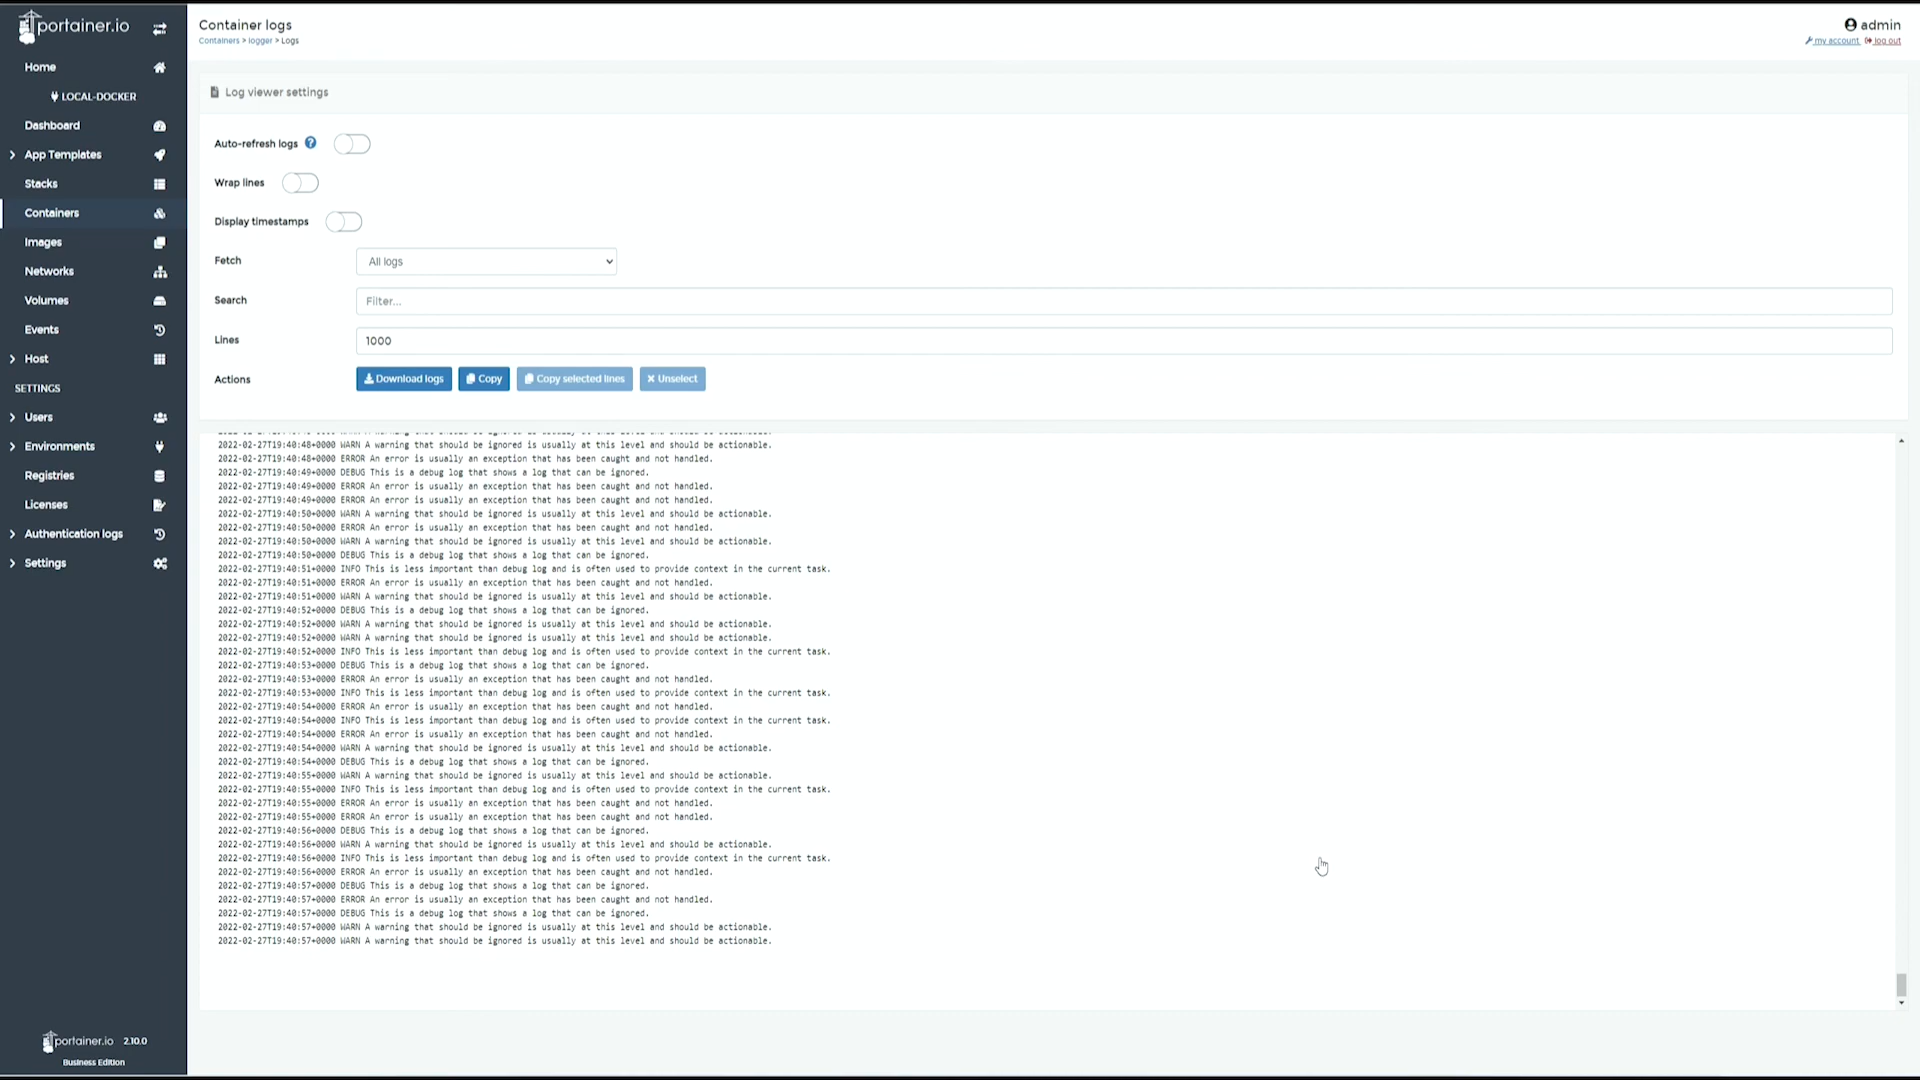 portainer.io
Home
LOCAL-DOCKER
Dashboard
App Templates
Stacks
Containers
Images
Networks
Volumes
Events
Host
SETTINGS
Users
Environments
Registries
Licenses
Authentication logs
Settings
portainer.io 2.10.0
Business Edition
Container logs
Containers > logger > Logs
admin
my account log out
Log viewer settings
Auto-refresh logs ?
Wrap lines
Display timestamps
Fetch All logs
Search Filter...
Lines 1000
Actions Download logs Copy Copy selected lines Unselect
2022-02-27T19:40:48+0000 WARN A warning that should be ignored is usually at this level and should be actionable.
2022-02-27T19:40:48+0000 ERROR An error is usually an exception that has been caught and not handled.
2022-02-27T19:40:49+0000 DEBUG This is a debug log that shows a log that can be ignored.
2022-02-27T19:40:49+0000 ERROR An error is usually an exception that has been caught and not handled.
2022-02-27T19:40:49+0000 ERROR An error is usually an exception that has been caught and not handled.
2022-02-27T19:40:50+0000 WARN A warning that should be ignored is usually at this level and should be actionable.
2022-02-27T19:40:50+0000 ERROR An error is usually an exception that has been caught and not handled.
2022-02-27T19:40:50+0000 WARN A warning that should be ignored is usually at this level and should be actionable.
2022-02-27T19:40:50+0000 DEBUG This is a debug log that shows a log that can be ignored.
2022-02-27T19:40:51+0000 INFO This is less important than debug log and is often used to provide context in the current task.
2022-02-27T19:40:51+0000 ERROR An error is usually an exception that has been caught and not handled.
2022-02-27T19:40:51+0000 WARN A warning that should be ignored is usually at this level and should be actionable.
2022-02-27T19:40:52+0000 DEBUG This is a debug log that shows a log that can be ignored.
2022-02-27T19:40:52+0000 WARN A warning that should be ignored is usually at this level and should be actionable.
2022-02-27T19:40:52+0000 WARN A warning that should be ignored is usually at this level and should be actionable.
2022-02-27T19:40:52+0000 INFO This is less important than debug log and is often used to provide context in the current task.
2022-02-27T19:40:53+0000 DEBUG This is a debug log that shows a log that can be ignored.
2022-02-27T19:40:53+0000 ERROR An error is usually an exception that has been caught and not handled.
2022-02-27T19:40:53+0000 INFO This is less important than debug log and is often used to provide context in the current task.
2022-02-27T19:40:54+0000 ERROR An error is usually an exception that has been caught and not handled.
2022-02-27T19:40:54+0000 INFO This is less important than debug log and is often used to provide context in the current task.
2022-02-27T19:40:54+0000 ERROR An error is usually an exception that has been caught and not handled.
2022-02-27T19:40:54+0000 WARN A warning that should be ignored is usually at this level and should be actionable.
2022-02-27T19:40:54+0000 DEBUG This is a debug log that shows a log that can be ignored.
2022-02-27T19:40:55+0000 WARN A warning that should be ignored is usually at this level and should be actionable.
2022-02-27T19:40:55+0000 INFO This is less important than debug log and is often used to provide context in the current task.
2022-02-27T19:40:55+0000 ERROR An error is usually an exception that has been caught and not handled.
2022-02-27T19:40:55+0000 ERROR An error is usually an exception that has been caught and not handled.
2022-02-27T19:40:56+0000 DEBUG This is a debug log that shows a log that can be ignored.
2022-02-27T19:40:56+0000 WARN A warning that should be ignored is usually at this level and should be actionable.
2022-02-27T19:40:56+0000 INFO This is less important than debug log and is often used to provide context in the current task.
2022-02-27T19:40:56+0000 ERROR An error is usually an exception that has been caught and not handled.
2022-02-27T19:40:57+0000 DEBUG This is a debug log that shows a log that can be ignored.
2022-02-27T19:40:57+0000 ERROR An error is usually an exception that has been caught and not handled.
2022-02-27T19:40:57+0000 DEBUG This is a debug log that shows a log that can be ignored.
2022-02-27T19:40:57+0000 WARN A warning that should be ignored is usually at this level and should be actionable.
2022-02-27T19:40:57+0000 WARN A warning that should be ignored is usually at this level and should be actionable.